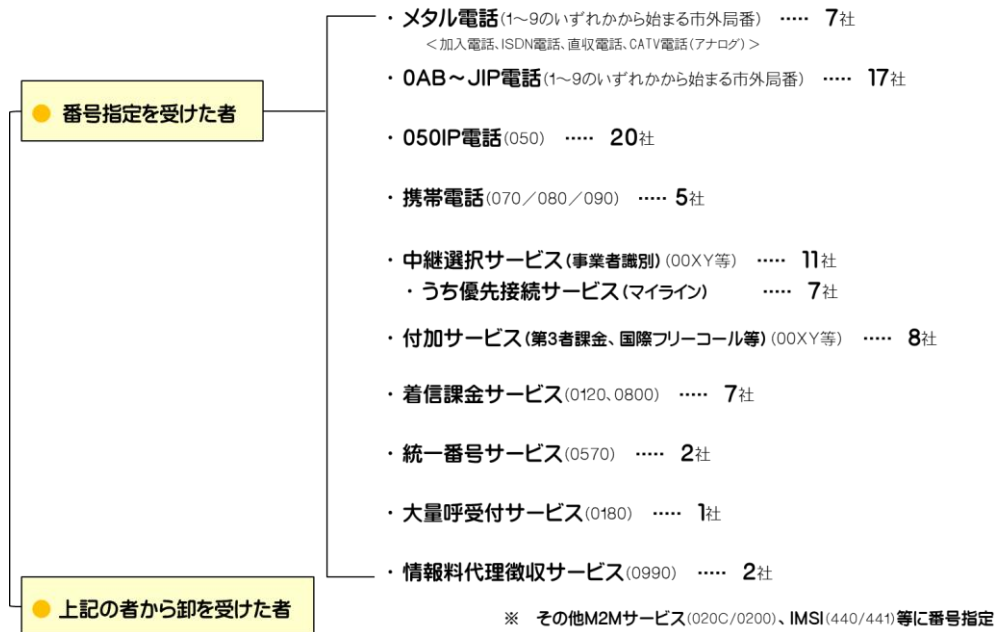 ・メタル電話(1~9のいずれかから始まる市外局番) ····· 7社
<加入電話、ISDN電話、直収電話、CATV電話(アナログ)>
・0AB~JIP電話(1~9のいずれかから始まる市外局番) ····· 17社
● 番号指定を受けた者
・050IP電話(050) ····· 20社
・携帯電話(070/080/090) ····· 5社
・中継選択サービス(事業者識別)(00XY等) ····· 11社
・うち優先接続サービス(マイライン) ····· 7社
・付加サービス(第3者課金、国際フリーコール等)(00XY等) ····· 8社
・着信課金サービス(0120、0800) ····· 7社
・統一番号サービス(0570) ····· 2社
・大量呼受付サービス(0180) ····· 1社
・情報料代理徴収サービス(0990) ····· 2社
● 上記の者から卸を受けた者
※ その他M2Mサービス(020C/0200)、IMSI(440/441)等に番号指定